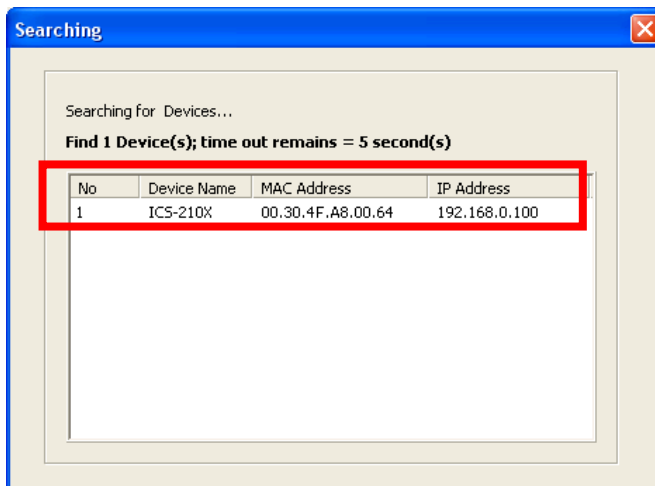 Searching
Searching for Devices...
Find 1 Device(s); time out remains = 5 second(s)
No Device Name MAC Address IP Address
1 ICS-210X 00.30.4F.A8.00.64 192.168.0.100